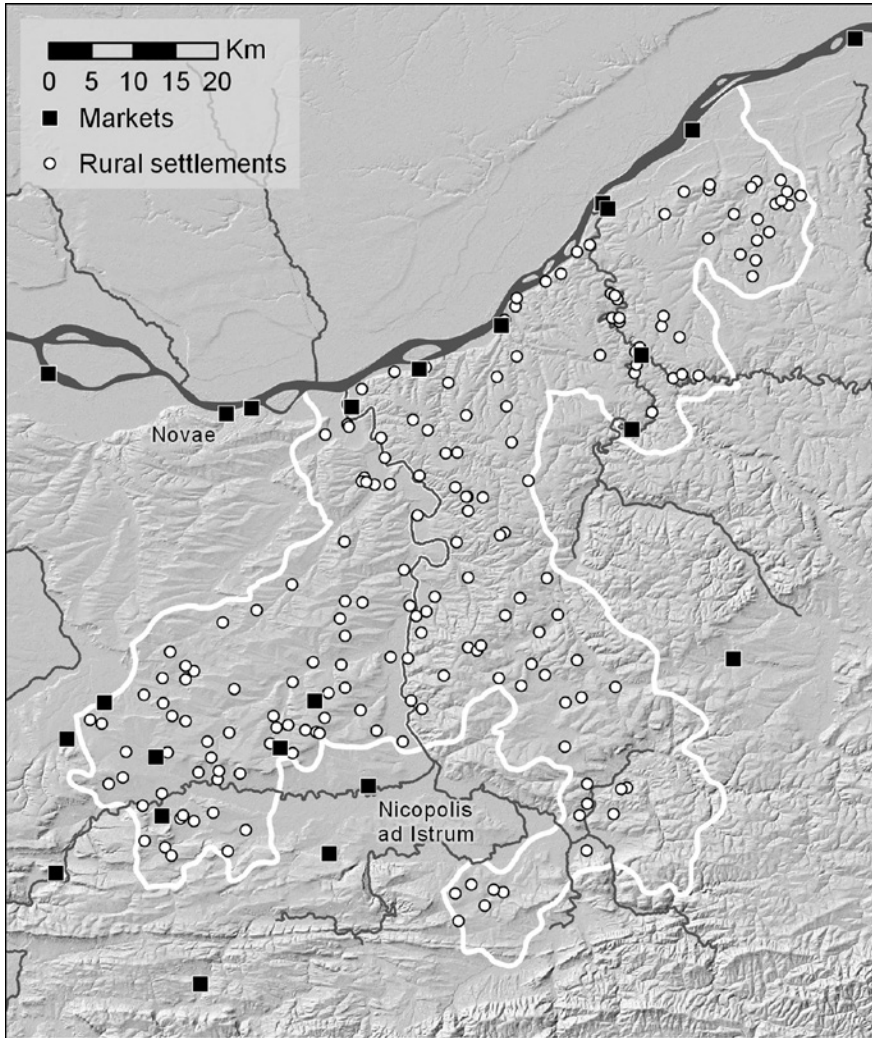 Km
0 5 10 15 20
Markets
Rural settlements
Novae
Nicopolis
ad Istrum